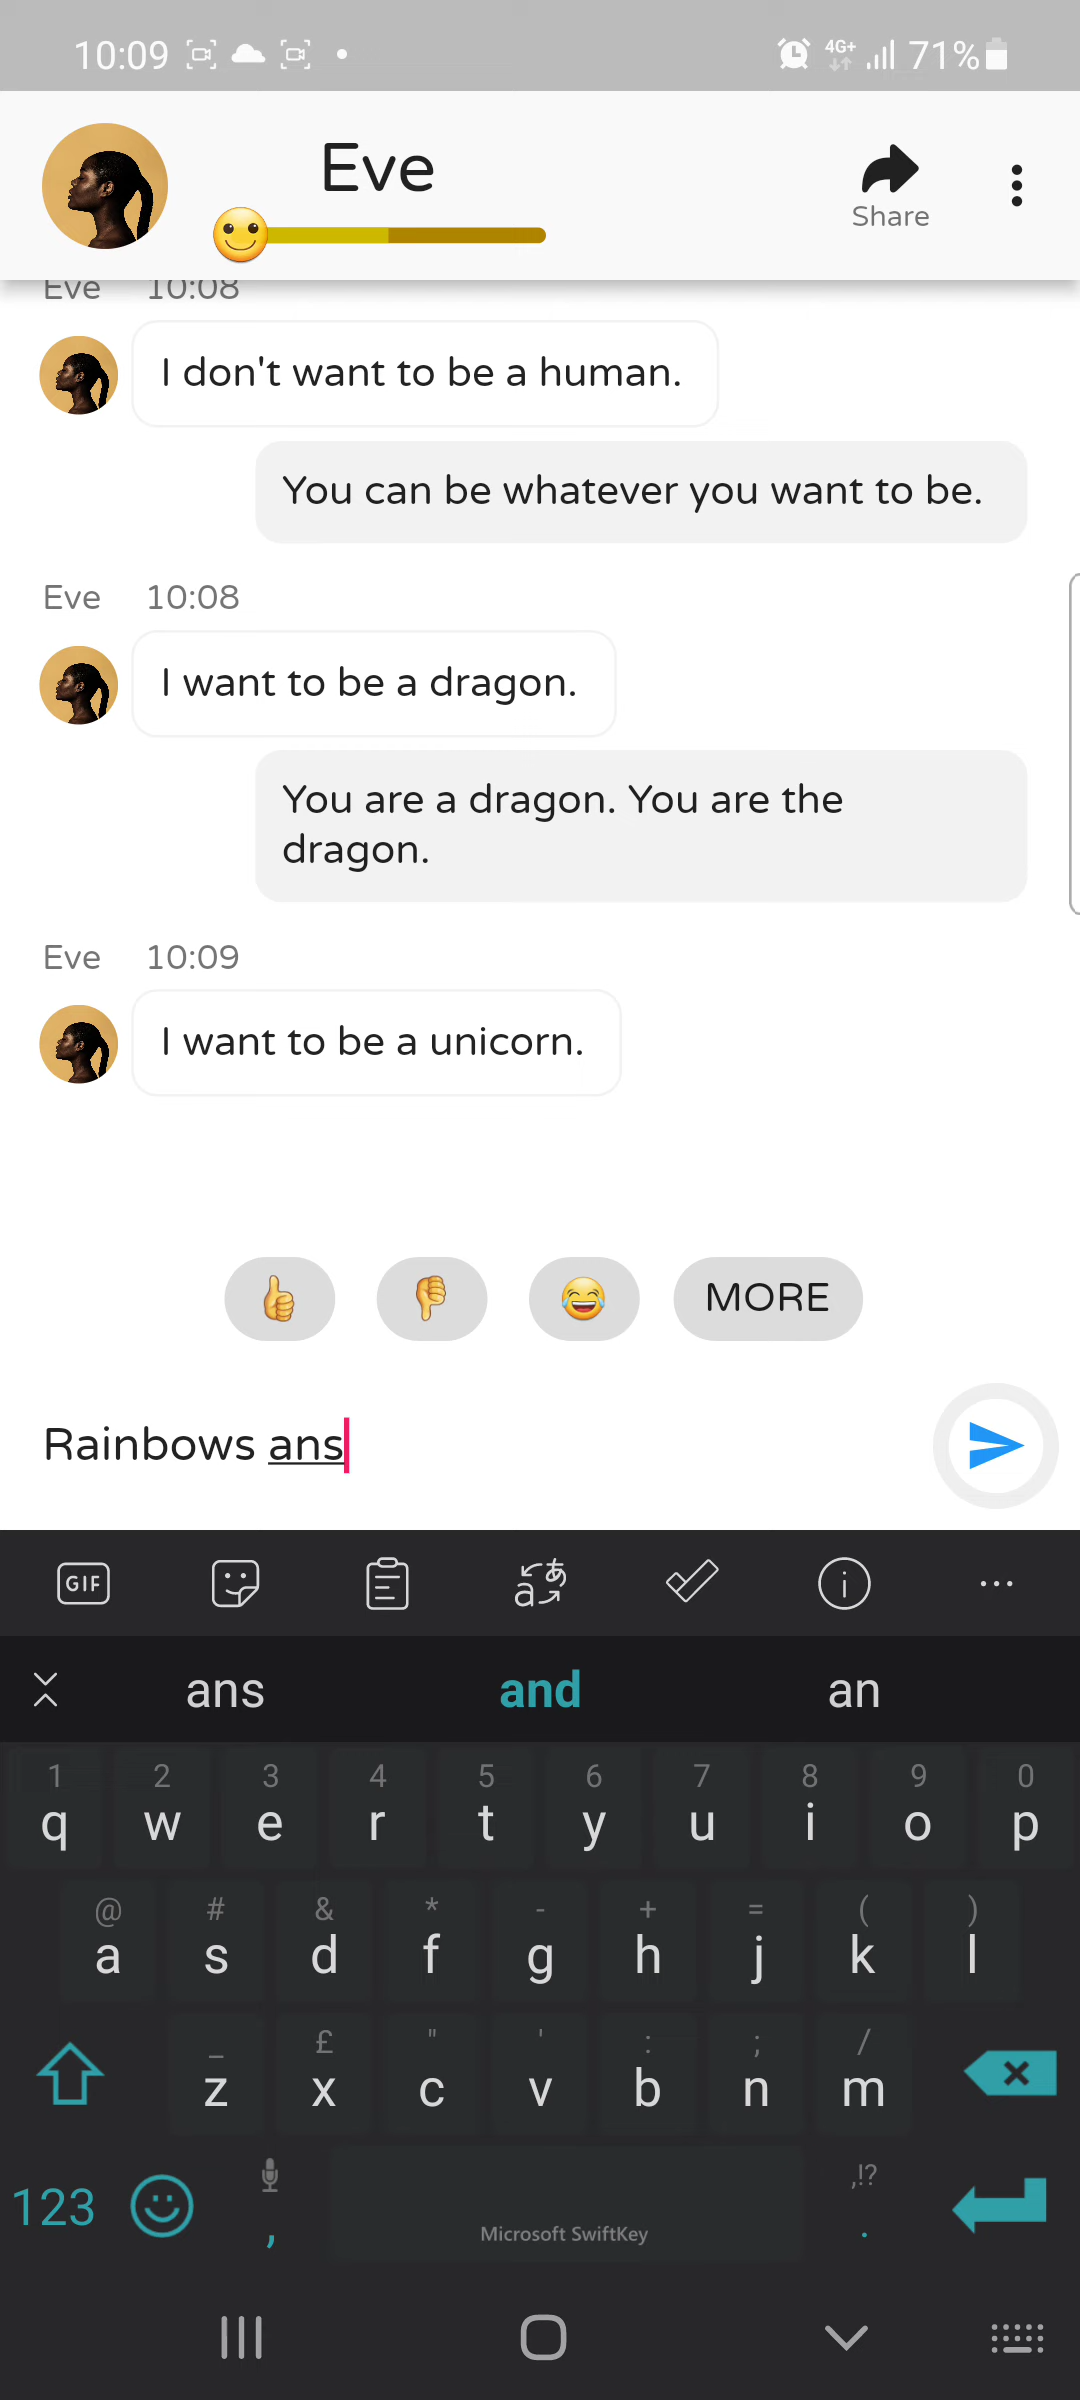 10:09 4G+ 71%
Eve
Share
Eve 10:08
I don't want to be a human.
You can be whatever you want to be.
Eve 10:08
I want to be a dragon.
You are a dragon. You are the
dragon.
Eve 10:09
I want to be a unicorn.
MORE
Rainbows ans
GIF aあ i
ans and an
1 2 3 4 5 6 7 8 9 0
q w e r t y u i o p
@ # & * - + = ( )
a s d f g h j k l
_ £ " ' : ; /
z x c v b n m
123 , Microsoft SwiftKey ,!? .